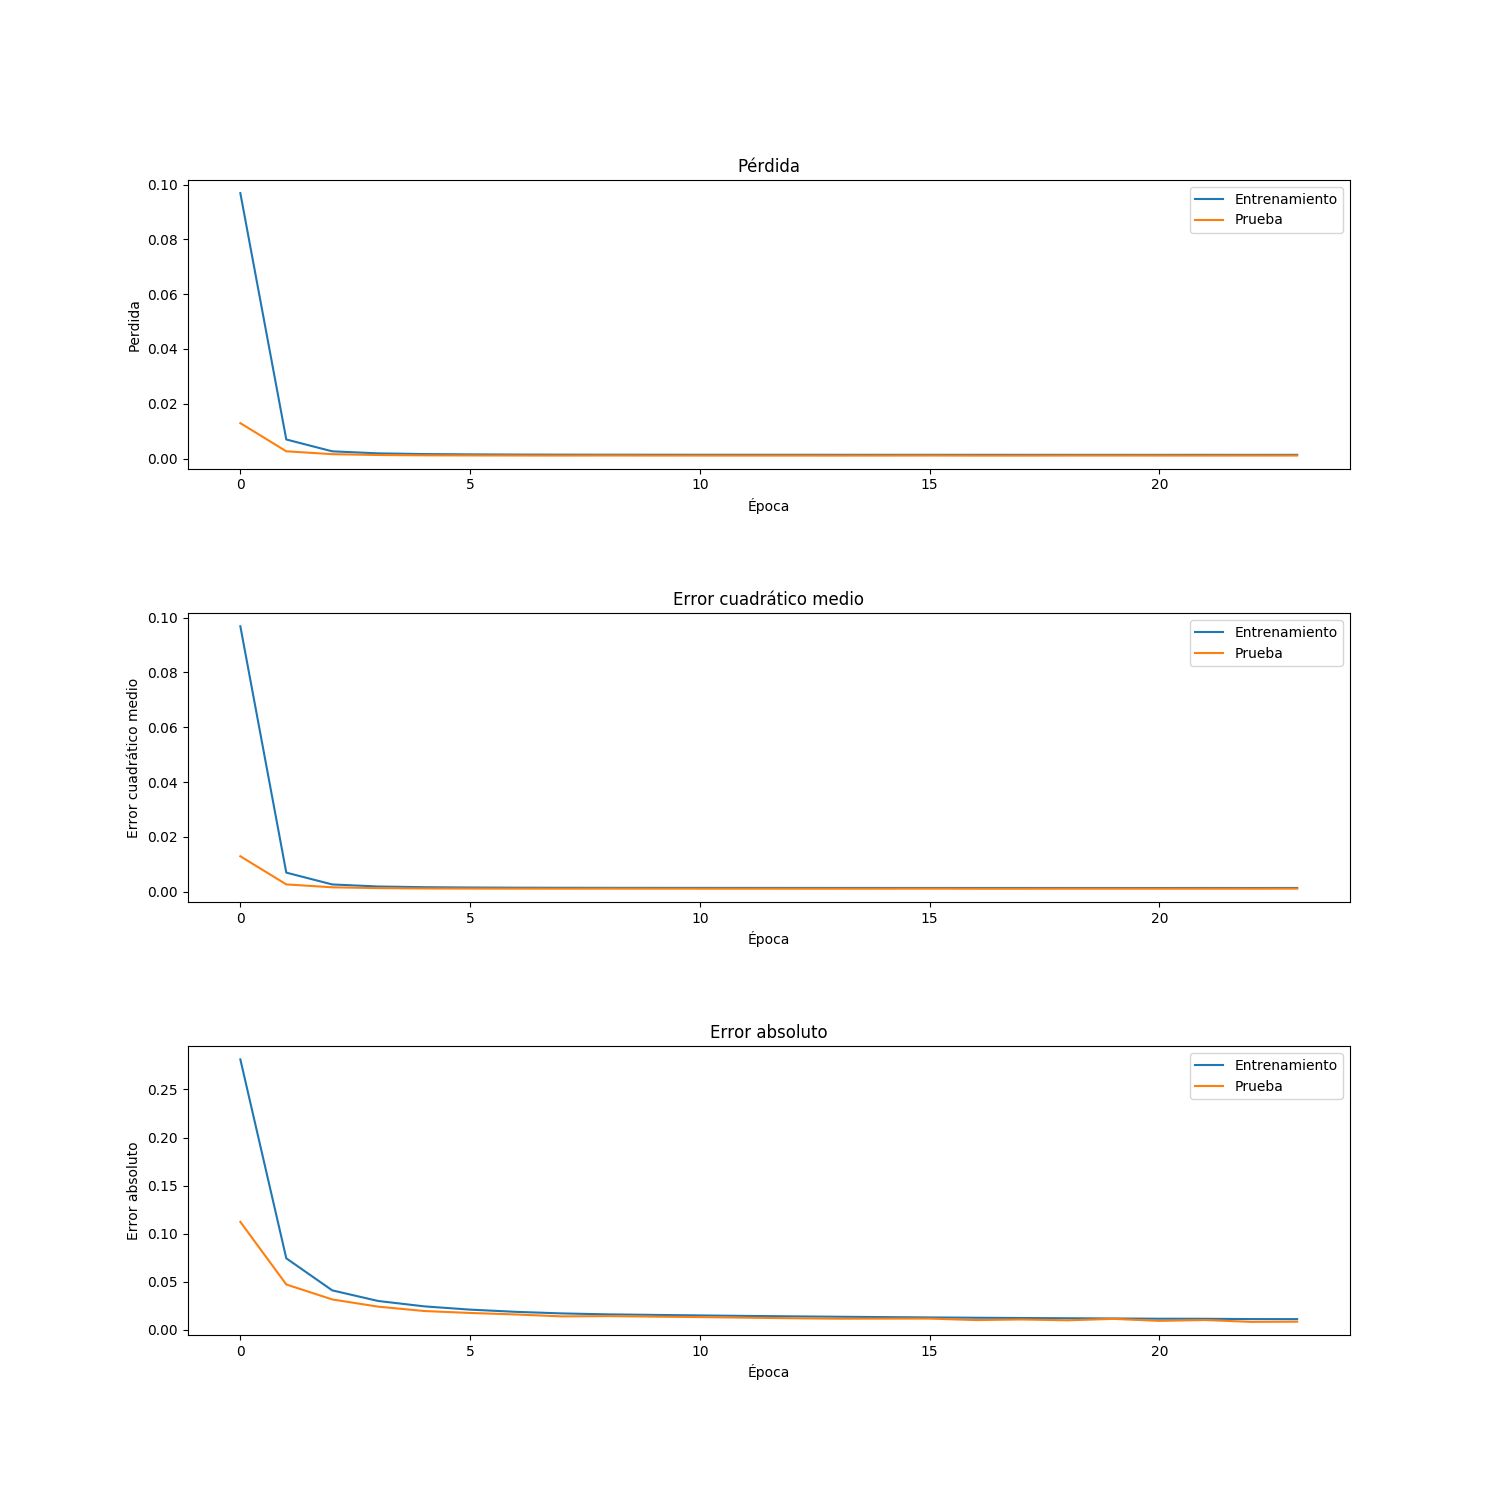 Pérdida
0.10
0.08
0.06
0.04
0.02
0.00
Perdida
Entrenamiento
Prueba
0 5 10 15 20
Época
Error cuadrático medio
0.10
0.08
0.06
0.04
0.02
0.00
Error cuadrático medio
Entrenamiento
Prueba
0 5 10 15 20
Época
Error absoluto
0.25
0.20
0.15
0.10
0.05
0.00
Error absoluto
Entrenamiento
Prueba
0 5 10 15 20
Época